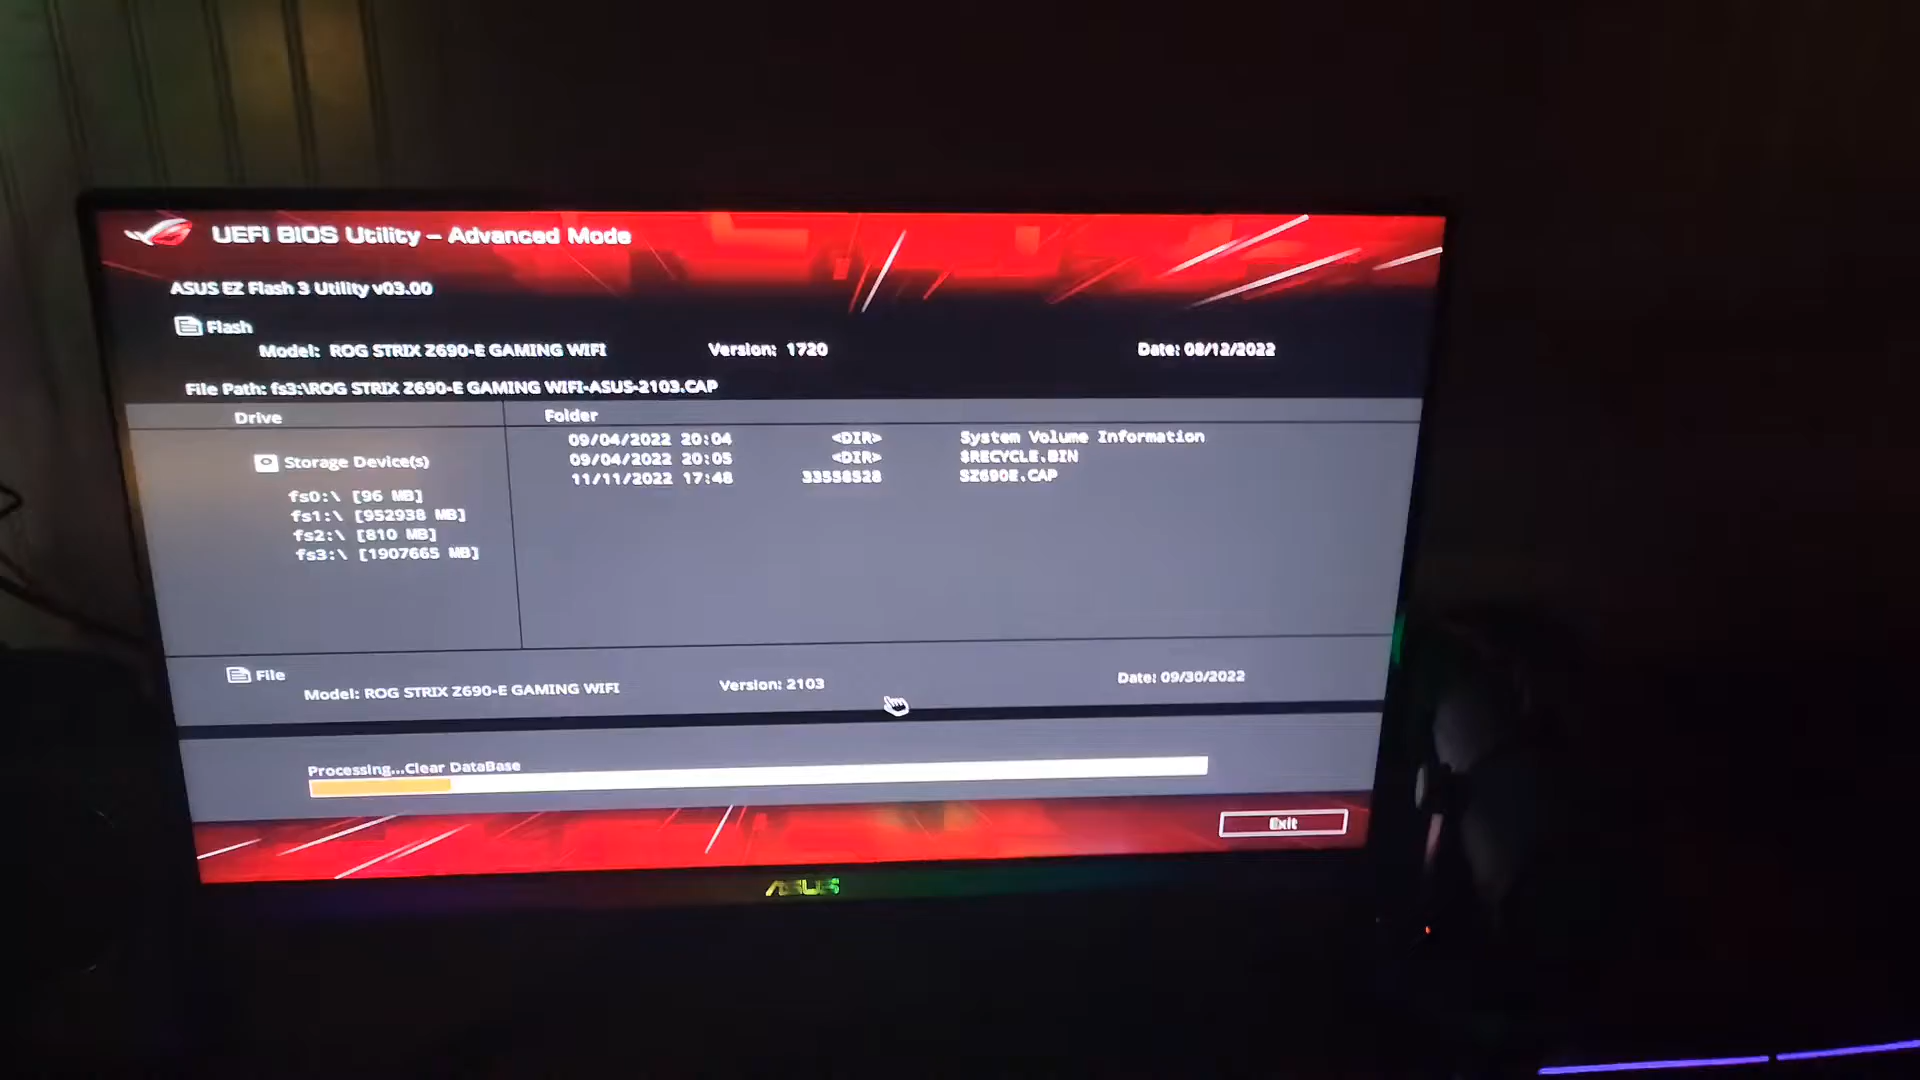 UEFI BIOS Utility – Advanced Mode
ASUS EZ Flash 3 Utility v03.00
Flash
Model: ROG STRIX Z690-E GAMING WIFI Version: 1720 Date: 08/12/2022
File Path: fs3:\ROG STRIX Z690-E GAMING WIFI-ASUS-2103.CAP
Drive Folder
09/04/2022 20:04 <DIR> System Volume Information
09/04/2022 20:05 <DIR> $RECYCLE.BIN
11/11/2022 17:48 33558528 SZ690E.CAP
Storage Device(s)
fs0:\ [96 MB]
fs1:\ [952938 MB]
fs2:\ [810 MB]
fs3:\ [1907665 MB]
File
Model: ROG STRIX Z690-E GAMING WIFI Version: 2103 Date: 09/30/2022
Processing...Clear DataBase
Exit
ASUS